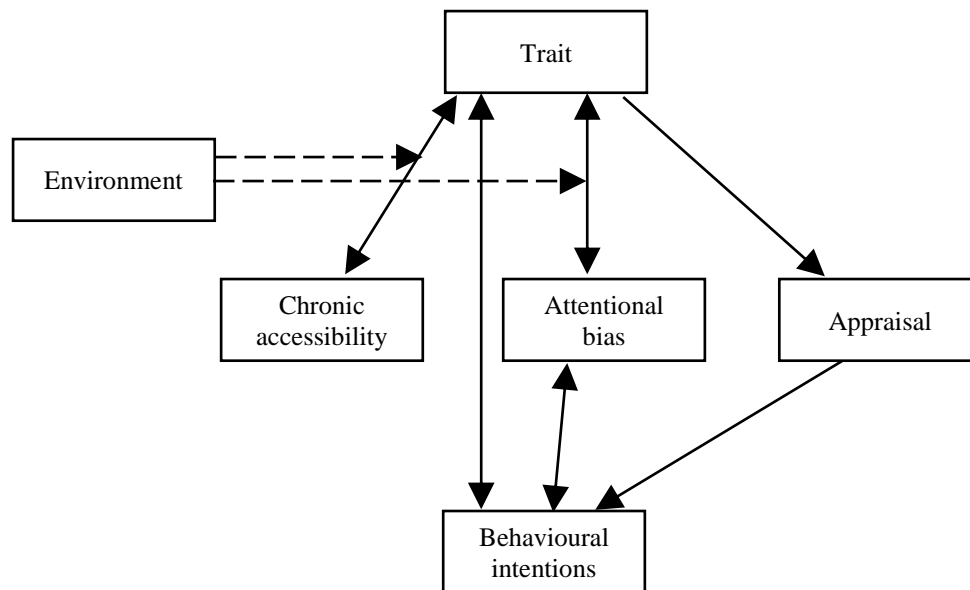 Trait
Environment
Chronic
accessibility
Attentional
bias
Appraisal
Behavioural
intentions